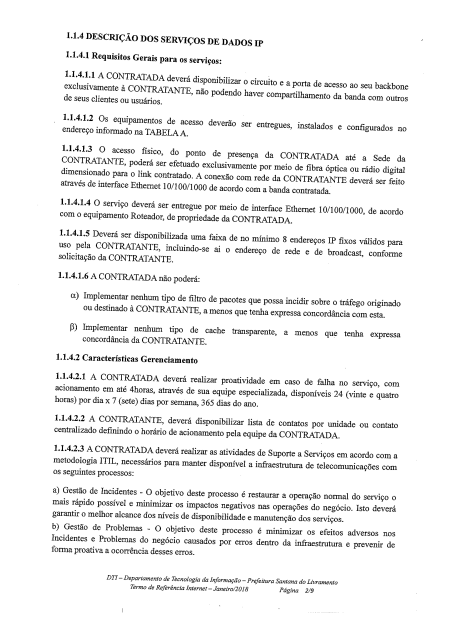 1.1.4 DESCRIÇÃO DOS SERVIÇOS DE DADOS IP
1.1.4.1 Requisitos Gerais para os serviços:
1.1.4.1.1 A CONTRATADA deverá disponibilizar o circuito e a porta de acesso ao seu backbone
exclusivamente à CONTRATANTE, não podendo haver compartilhamento da banda com outros
de seus clientes ou usuários.
1.1.4.1.2 Os equipamentos de acesso deverão ser entregues, instalados e configurados no
endereço informado na TABELA A.
1.1.4.1.3 O acesso físico, do ponto de presença da CONTRATADA até a Sede da
CONTRATANTE, poderá ser efetuado exclusivamente por meio de fibra óptica ou rádio digital
dimensionado para o link contratado. A conexão com rede da CONTRATANTE deverá ser feito
através de interface Ethernet 10/100/1000 de acordo com a banda contratada.
1.1.4.1.4 O serviço deverá ser entregue por meio de interface Ethernet 10/100/1000, de acordo
com o equipamento Roteador, de propriedade da CONTRATADA.
1.1.4.1.5 Deverá ser disponibilizada uma faixa de no mínimo 8 endereços IP fixos válidos para
uso pela CONTRATANTE, incluindo-se ai o endereço de rede e de broadcast, conforme
solicitação da CONTRATANTE.
1.1.4.1.6 A CONTRATADA não poderá:
α) Implementar nenhum tipo de filtro de pacotes que possa incidir sobre o tráfego originado
ou destinado à CONTRATANTE, a menos que tenha expressa concordância com esta.
β) Implementar nenhum tipo de cache transparente, a menos que tenha expressa
concordância da CONTRATANTE.
1.1.4.2 Características Gerenciamento
1.1.4.2.1 A CONTRATADA deverá realizar proatividade em caso de falha no serviço, com
acionamento em até 4horas, através de sua equipe especializada, disponíveis 24 (vinte e quatro
horas) por dia x 7 (sete) dias por semana, 365 dias do ano.
1.1.4.2.2 A CONTRATANTE, deverá disponibilizar lista de contatos por unidade ou contato
centralizado definindo o horário de acionamento pela equipe da CONTRATADA.
1.1.4.2.3 A CONTRATADA deverá realizar as atividades de Suporte a Serviços em acordo com a
metodologia ITIL, necessários para manter disponível a infraestrutura de telecomunicações com
os seguintes processos:
a) Gestão de Incidentes - O objetivo deste processo é restaurar a operação normal do serviço o
mais rápido possível e minimizar os impactos negativas nas operações do negócio. Isto deverá
garantir o melhor alcance dos níveis de disponibilidade e manutenção dos serviços.
b) Gestão de Problemas - O objetivo deste processo é minimizar os efeitos adversos nos
Incidentes e Problemas do negócio causados por erros dentro da infraestrutura e prevenir de
forma proativa a ocorrência desses erros.
DTI – Departamento de Tecnologia da Informação – Prefeitura Santana do Livramento
Termo de Referência Internet – Janeiro/2018 Página 2/9